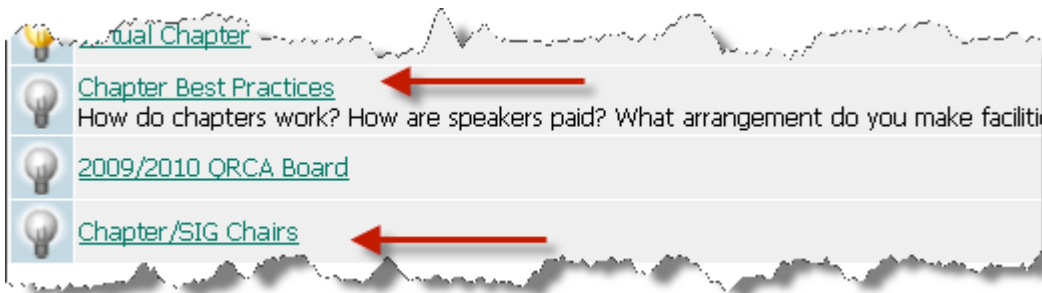 Chapter
Chapter Best Practices
How do chapters work? How are speakers paid? What arrangement do you make
2009/2010 QRCA Board
Chapter/SIG Chairs